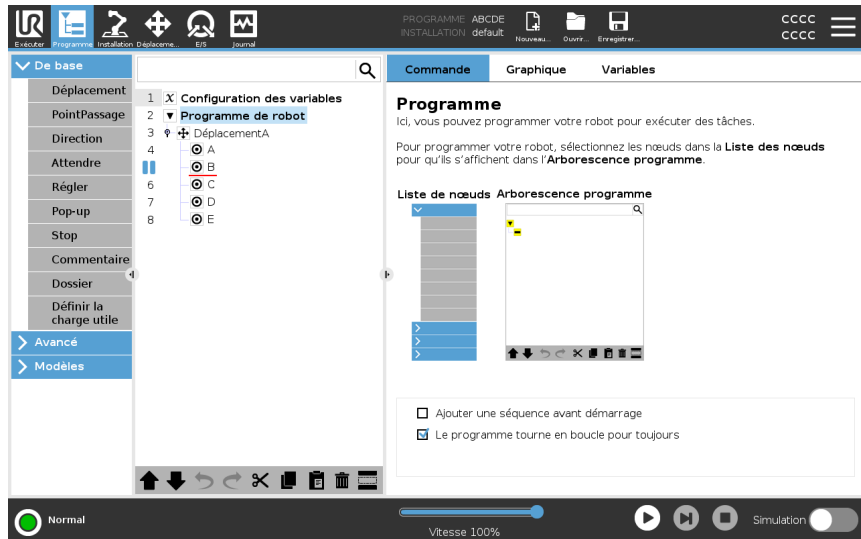 UR
Exécuter
Programme
Installation
Déplaceme...
E/S
Journal
PROGRAMME ABCDE
INSTALLATION default
Nouveau...
Ouvrir...
Enregistrer...
CCCC
CCCC
De base
Déplacement
PointPassage
Direction
Attendre
Régler
Pop-up
Stop
Commentaire
Dossier
Définir la
charge utile
Avancé
Modèles
1 X Configuration des variables
2 Programme de robot
3 DéplacementA
4 A
B
6 C
7 D
8 E
Commande
Graphique
Variables
Programme
Ici, vous pouvez programmer votre robot pour exécuter des tâches.
Pour programmer votre robot, sélectionnez les nœuds dans la Liste des nœuds
pour qu'ils s'affichent dans l'Arborescence programme.
Liste de nœuds
Arborescence programme
Ajouter une séquence avant démarrage
Le programme tourne en boucle pour toujours
Normal
Vitesse 100%
Simulation